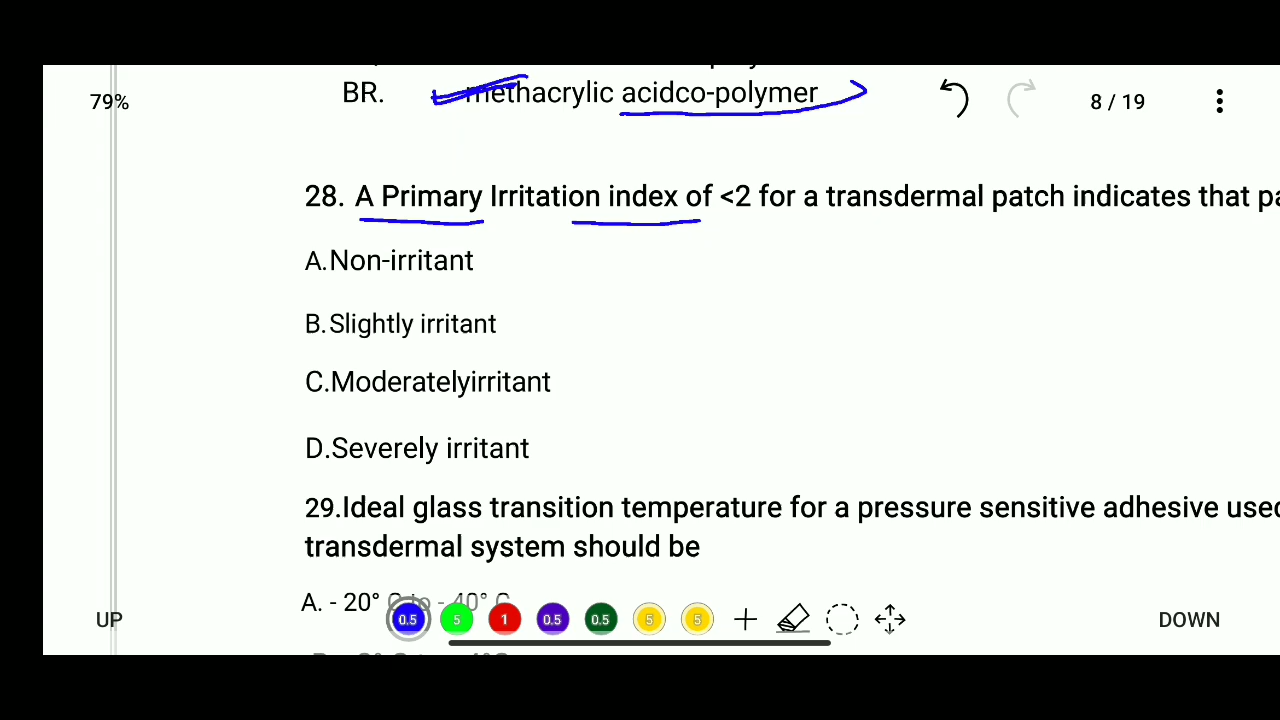 BR. methacrylic acidco-polymer
79%
8 / 19
28. A Primary Irritation index of <2 for a transdermal patch indicates that pa
A.Non-irritant
B.Slightly irritant
C.Moderatelyirritant
D.Severely irritant
29.Ideal glass transition temperature for a pressure sensitive adhesive used
transdermal system should be
A. - 20° C to - 40° C
0.5 5 1 0.5 0.5 5 5
UP
DOWN